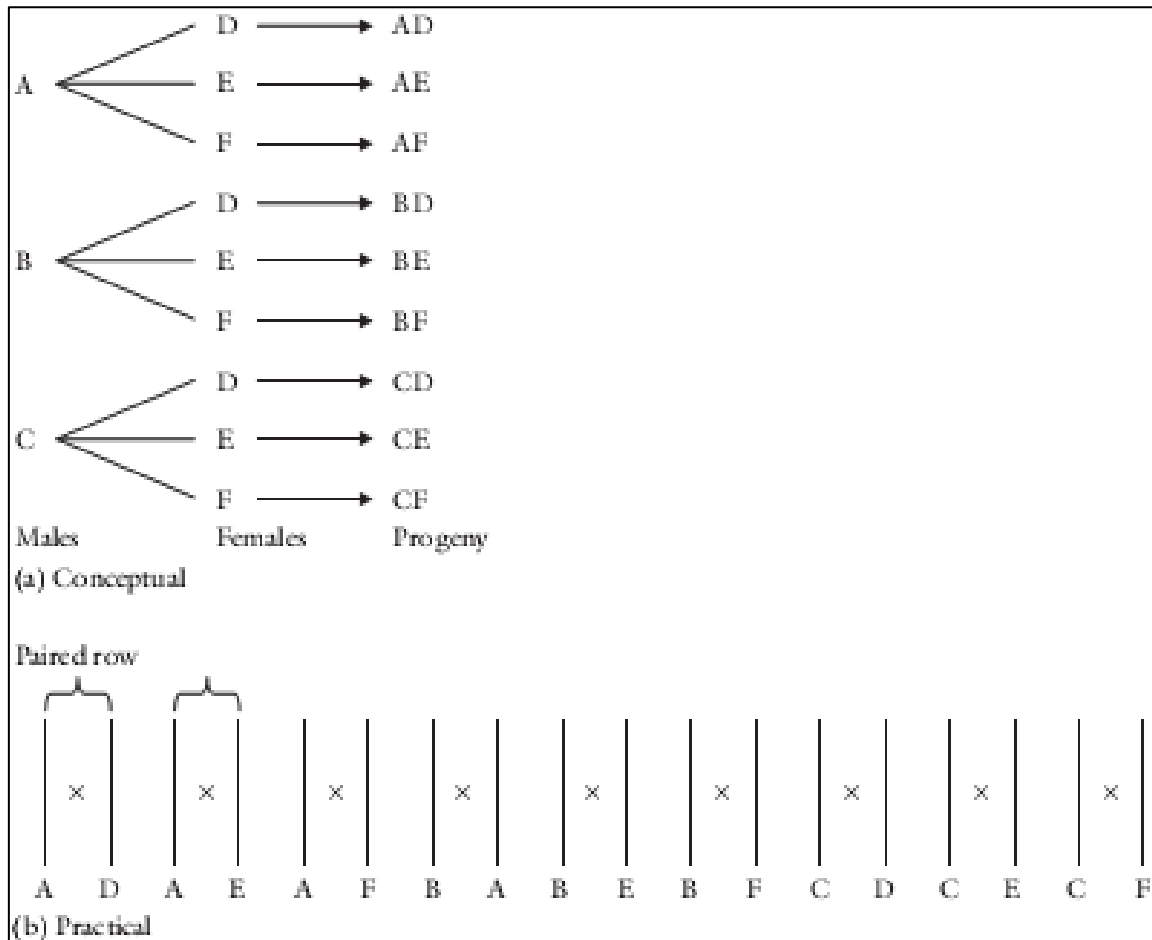 D AD
A E AE
F AF
D BD
B E BE
F BF
D CD
C E CE
F CF
Males Females Progeny
(a) Conceptual
Paired row
× × × × × × × × ×
A D A E A F B A B E B F C D C E C F
(b) Practical